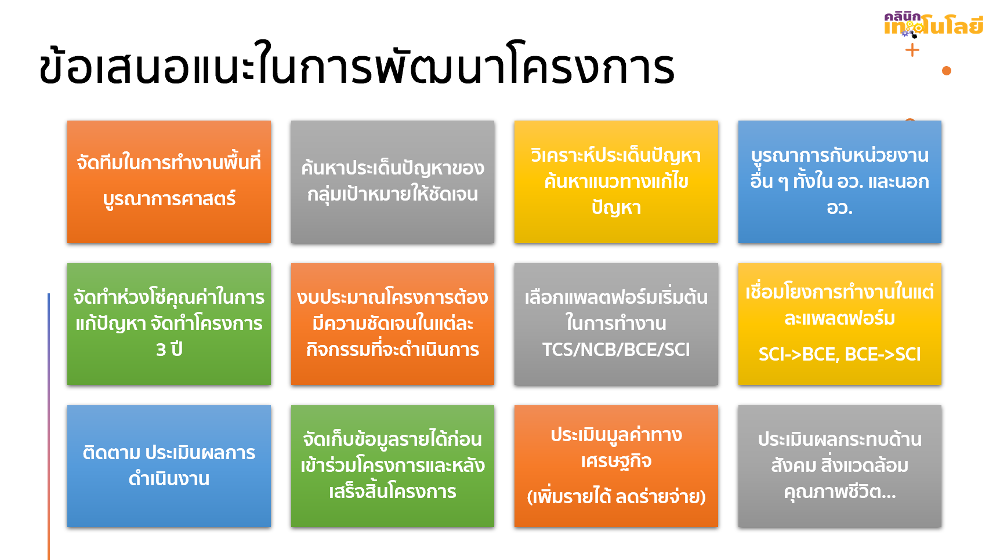 คลินิก
เทคโนโลยี
ข้อเสนอแนะในการพัฒนาโครงการ
จัดทีมในการทำงานพื้นที่
บูรณาการศาสตร์
ค้นหาประเด็นปัญหาของ
กลุ่มเป้าหมายให้ชัดเจน
วิเคราะห์ประเด็นปัญหา
ค้นหาแนวทางแก้ไข
ปัญหา
บูรณาการกับหน่วยงาน
อื่น ๆ ทั้งใน อว. และนอก
อว.
จัดทำห่วงโซ่คุณค่าในการ
แก้ปัญหา จัดทำโครงการ
3 ปี
งบประมาณโครงการต้อง
มีความชัดเจนในแต่ละ
กิจกรรมที่จะดำเนินการ
เลือกแพลตฟอร์มเริ่มต้น
ในการทำงาน
TCS/NCB/BCE/SCI
เชื่อมโยงการทำงานในแต่
ละแพลตฟอร์ม
SCI->BCE, BCE->SCI
ติดตาม ประเมินผลการ
ดำเนินงาน
จัดเก็บข้อมูลรายได้ก่อน
เข้าร่วมโครงการและหลัง
เสร็จสิ้นโครงการ
ประเมินมูลค่าทาง
เศรษฐกิจ
(เพิ่มรายได้ ลดร่ายจ่าย)
ประเมินผลกระทบด้าน
สังคม สิ่งแวดล้อม
คุณภาพชีวิต...